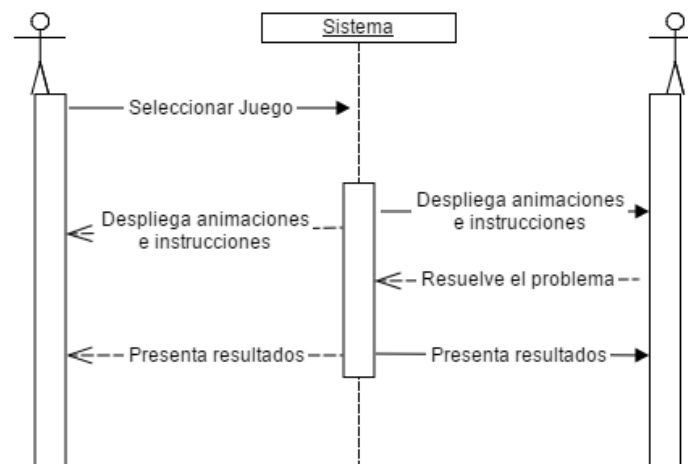 Sistema
Seleccionar Juego
Despliega animaciones
e instrucciones
Despliega animaciones
e instrucciones
Resuelve el problema
Presenta resultados
Presenta resultados